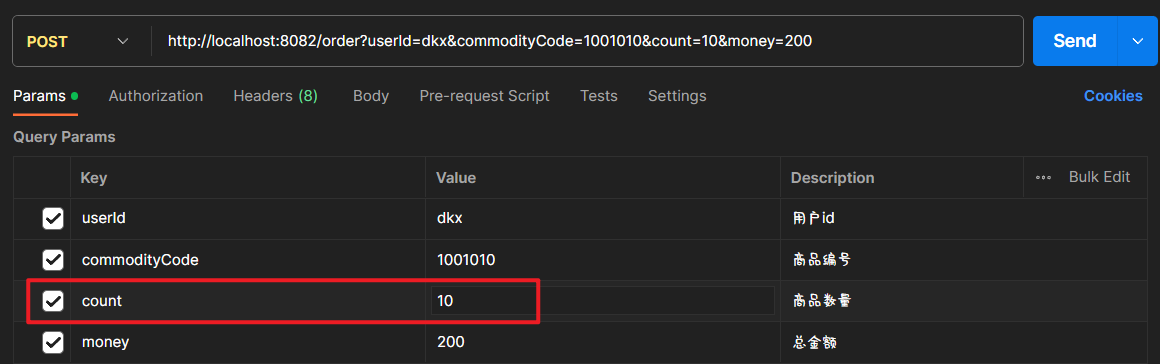 POST http://localhost:8082/order?userId=dkx&commodityCode=1001010&count=10&money=200 Send
Params Authorization Headers (8) Body Pre-request Script Tests Settings Cookies
Query Params
Key Value Description ••• Bulk Edit
userId dkx 用户id
commodityCode 1001010 商品编号
count 10 商品数量
money 200 总金额